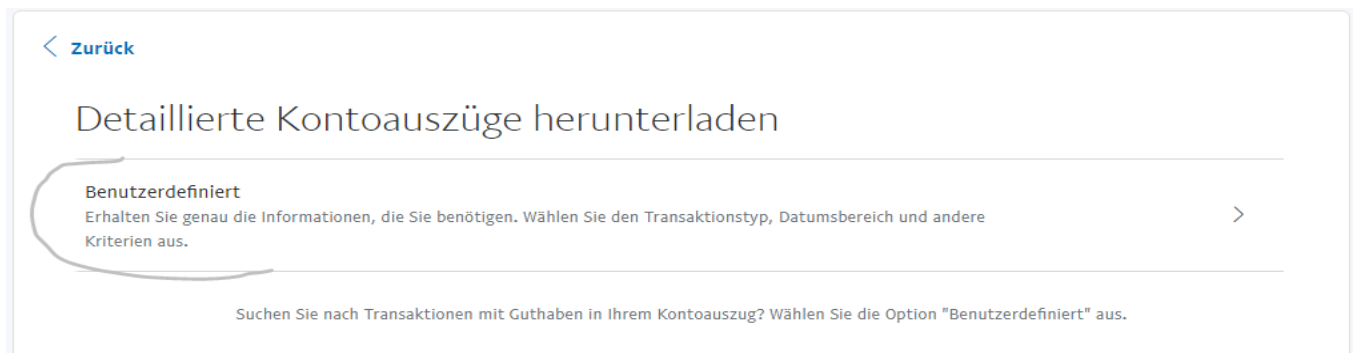 Zurück
Detaillierte Kontoauszüge herunterladen
Benutzerdefiniert
Erhalten Sie genau die Informationen, die Sie benötigen. Wählen Sie den Transaktionstyp, Datumsbereich und andere
Kriterien aus.
Suchen Sie nach Transaktionen mit Guthaben in Ihrem Kontoauszug? Wählen Sie die Option "Benutzerdefiniert" aus.